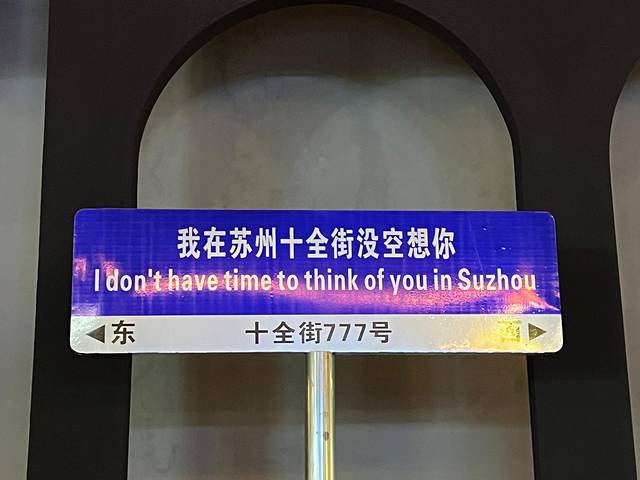 我在苏州十全街没空想你
I don't have time to think of you in Suzhou
东 十全街777号 西